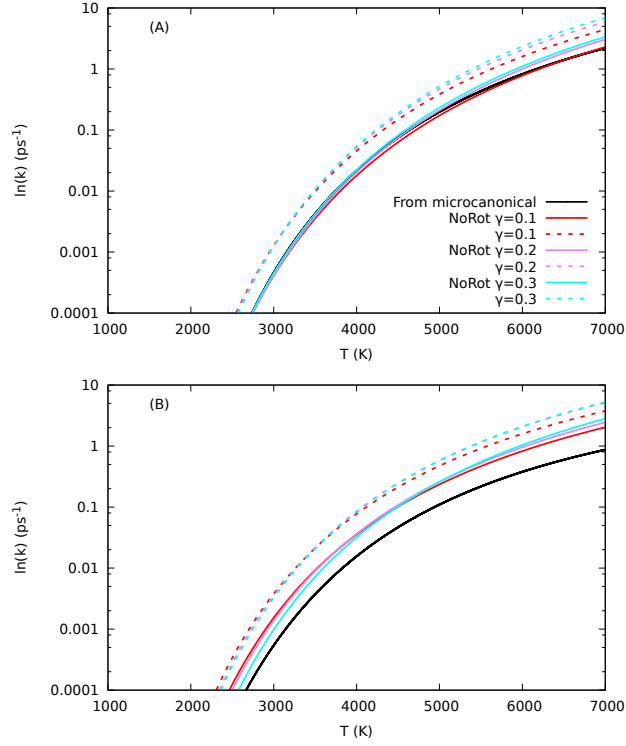 (A)
10
1
0.1
0.01
0.001
0.0001
ln(k) (ps⁻¹)
From microcanonical
NoRot γ=0.1
γ=0.1
NoRot γ=0.2
γ=0.2
NoRot γ=0.3
γ=0.3
1000 2000 3000 4000 5000 6000 7000
T (K)
(B)
10
1
0.1
0.01
0.001
0.0001
ln(k) (ps⁻¹)
1000 2000 3000 4000 5000 6000 7000
T (K)